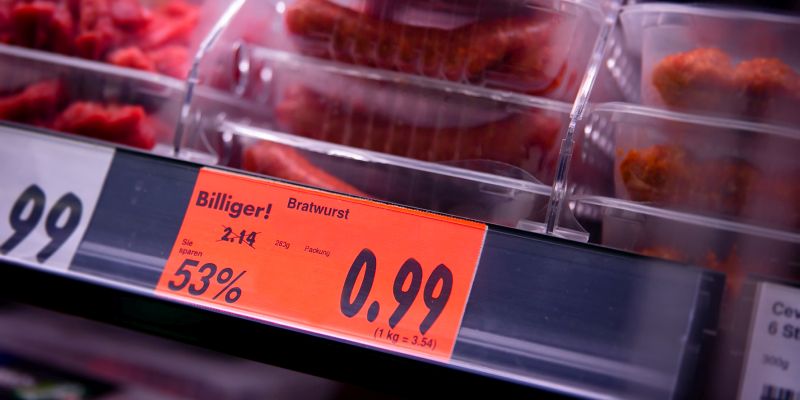 99
Billiger! Bratwurst
2.14
Packung
Sie
sparen
53%
0.99
(1 kg = 3.54)
Cev
6 St
300g